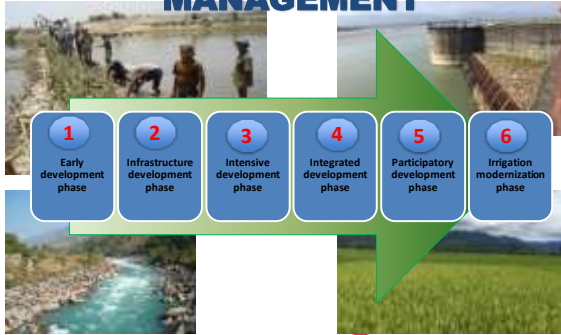 MANAGEMENT
1
Early
development
phase
2
Infrastructure
development
phase
3
Intensive
development
phase
4
Integrated
development
phase
5
Participatory
development
phase
6
Irrigation
modernization
phase